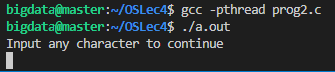 bigdata@master:~/OSLec4$ gcc -pthread prog2.c
bigdata@master:~/OSLec4$ ./a.out
Input any character to continue